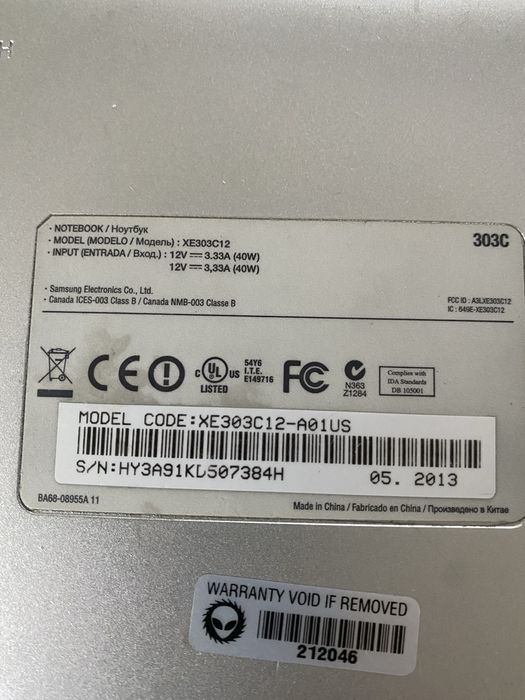 H
· NOTEBOOK / Ноутбук
· MODEL (MODELO / Модель) : XE303C12
303C
· INPUT (ENTRADA / Вход.) : 12V ⎓ 3.33A (40W)
12V ⎓ 3,33A (40W)
· Samsung Electronics Co., Ltd.
· Canada ICES-003 Class B / Canada NMB-003 Classe B
FCC ID : A3LXE303C12
IC : 649E-XE303C12
CE
C UL US
LISTED
54Y6
I.T.E.
E149716
FC
N363
Z1284
Complies with
IDA Standards
DB 105001
MODEL CODE:XE303C12-A01US
S/N:HY3A91KD507384H
05. 2013
BA68-08955A 11
Made in China / Fabricado en China / Произведено в Китае
WARRANTY VOID IF REMOVED
212046